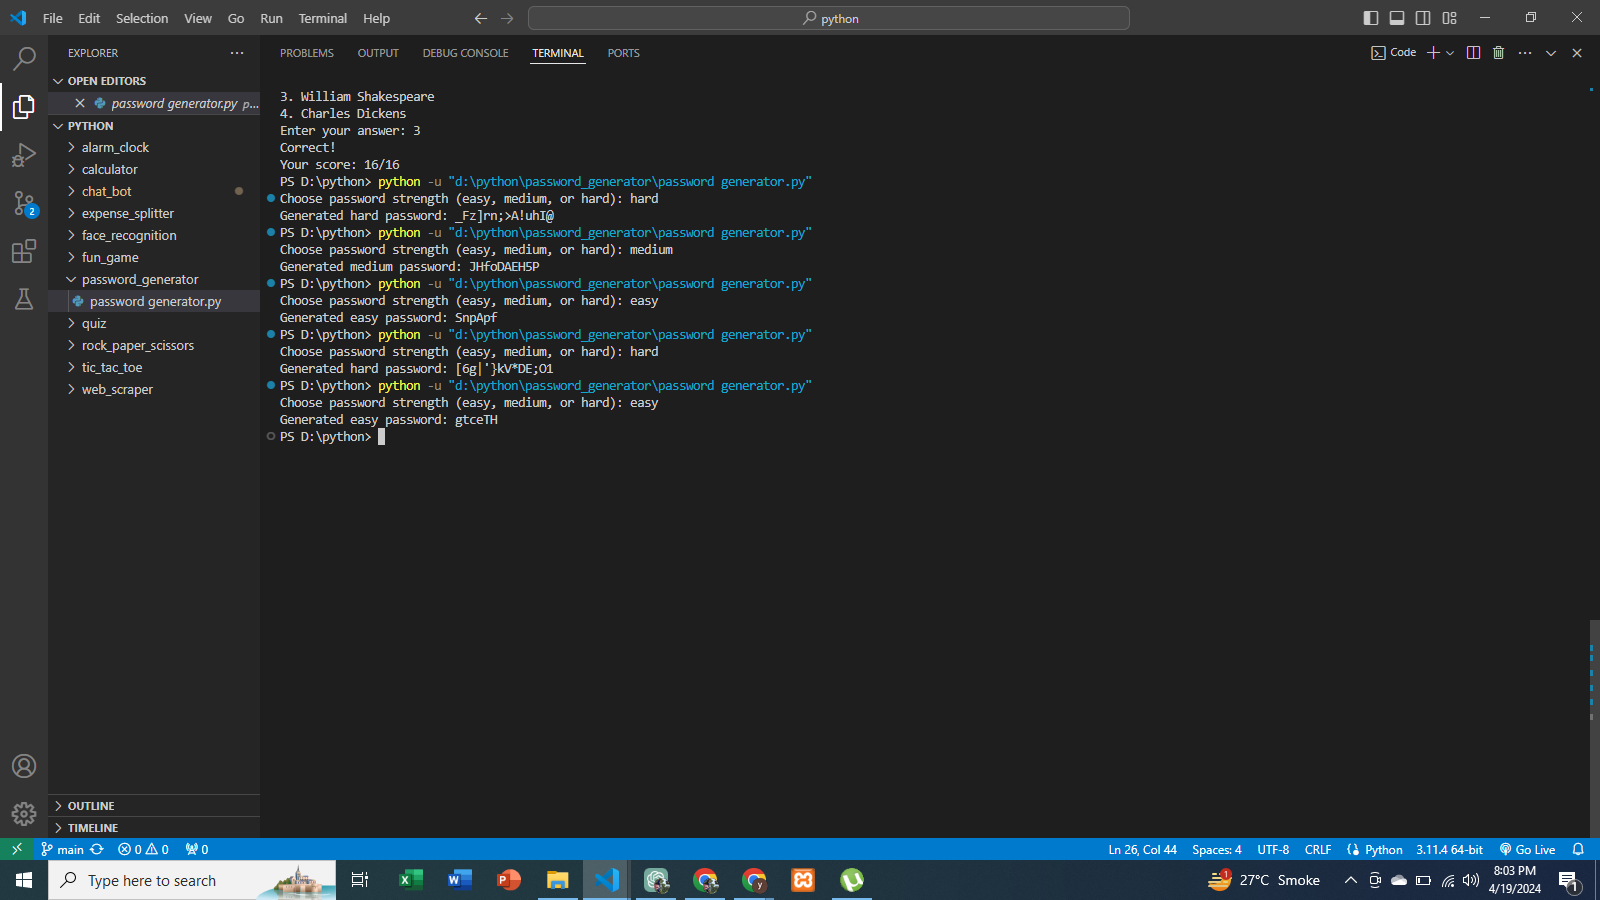 File Edit Selection View Go Run Terminal Help
python
EXPLORER
PROBLEMS OUTPUT DEBUG CONSOLE TERMINAL PORTS
Code
OPEN EDITORS
password generator.py p...
PYTHON
alarm_clock
calculator
chat_bot
expense_splitter
face_recognition
fun_game
password_generator
password generator.py
quiz
rock_paper_scissors
tic_tac_toe
web_scraper
OUTLINE
TIMELINE
2
3. William Shakespeare
4. Charles Dickens
Enter your answer: 3
Correct!
Your score: 16/16
PS D:\python> python -u "d:\python\password_generator\password generator.py"
Choose password strength (easy, medium, or hard): hard
Generated hard password: _Fz]rn;>A!uhI@
PS D:\python> python -u "d:\python\password_generator\password generator.py"
Choose password strength (easy, medium, or hard): medium
Generated medium password: JHfoDAEH5P
PS D:\python> python -u "d:\python\password_generator\password generator.py"
Choose password strength (easy, medium, or hard): easy
Generated easy password: SnpApf
PS D:\python> python -u "d:\python\password_generator\password generator.py"
Choose password strength (easy, medium, or hard): hard
Generated hard password: [6g|'}kV*DE;O1
PS D:\python> python -u "d:\python\password_generator\password generator.py"
Choose password strength (easy, medium, or hard): easy
Generated easy password: gtceTH
PS D:\python>
main 0 0 0
Ln 26, Col 44 Spaces: 4 UTF-8 CRLF Python 3.11.4 64-bit Go Live
Type here to search
1 27°C Smoke
8:03 PM
4/19/2024
1